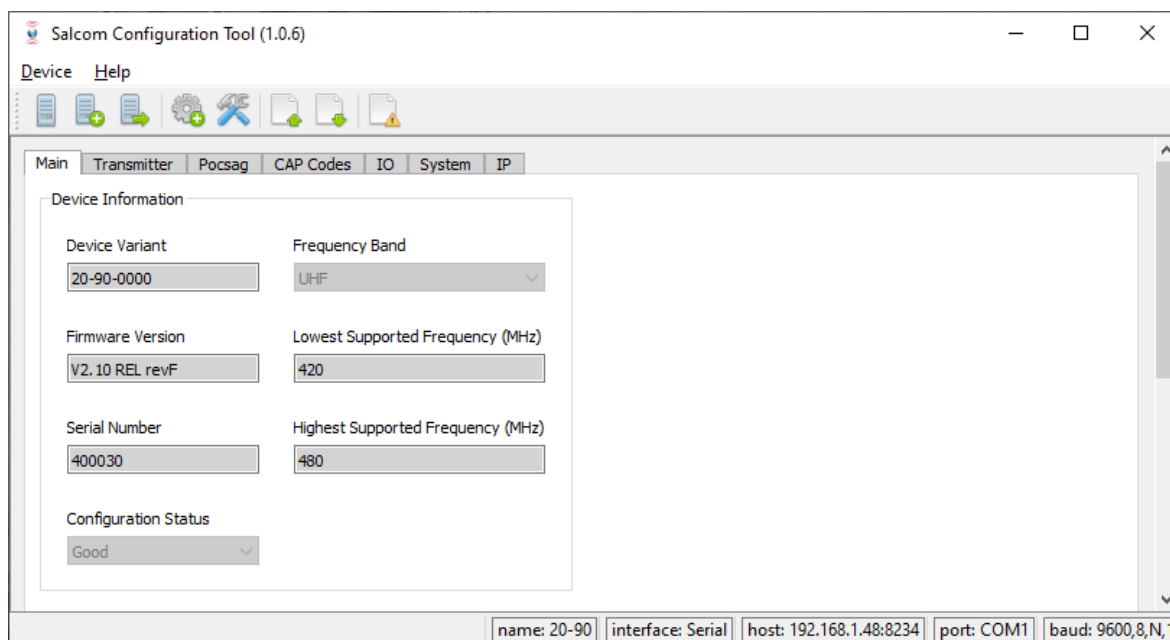 Salcom Configuration Tool (1.0.6)
Device Help
Main Transmitter Pocsag CAP Codes IO System IP
Device Information
Device Variant Frequency Band
20-90-0000 UHF
Firmware Version Lowest Supported Frequency (MHz)
V2.10 REL revF 420
Serial Number Highest Supported Frequency (MHz)
400030 480
Configuration Status
Good
name: 20-90 interface: Serial host: 192.168.1.48:8234 port: COM1 baud: 9600,8,N,